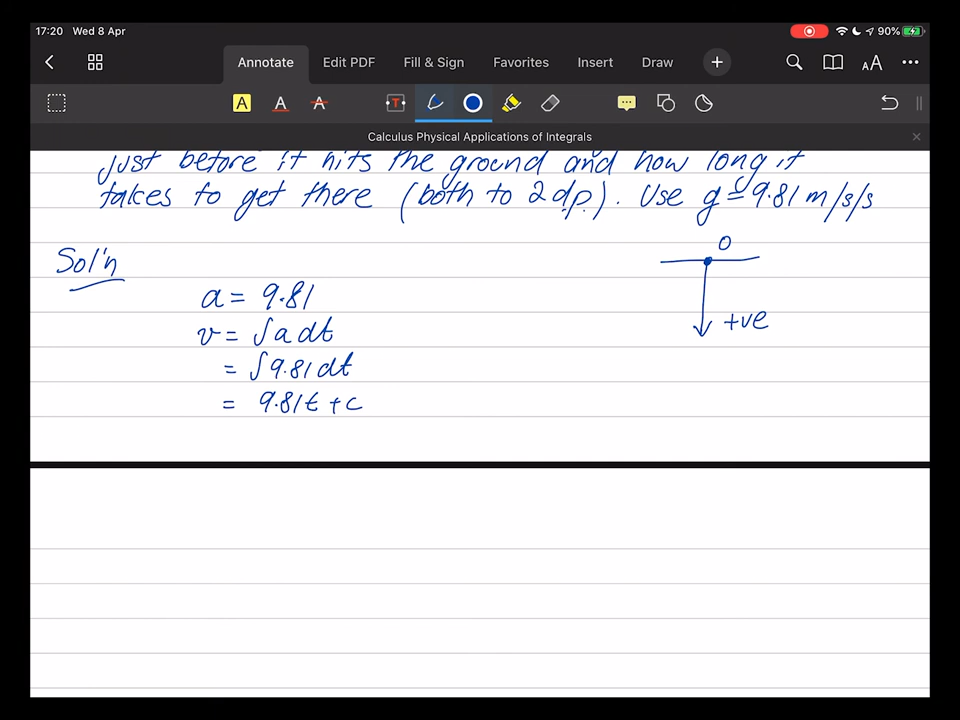 17:20 Wed 8 Apr 90%
Annotate Edit PDF Fill & Sign Favorites Insert Draw
Calculus Physical Applications of Integrals
just before it hits the ground and how long it
takes to get there (both to 2 dp). Use g = 9.81 m/s/s
Sol'n
O
a = 9.81
+ve
v = ∫ a dt
= ∫ 9.81 dt
= 9.81t + c